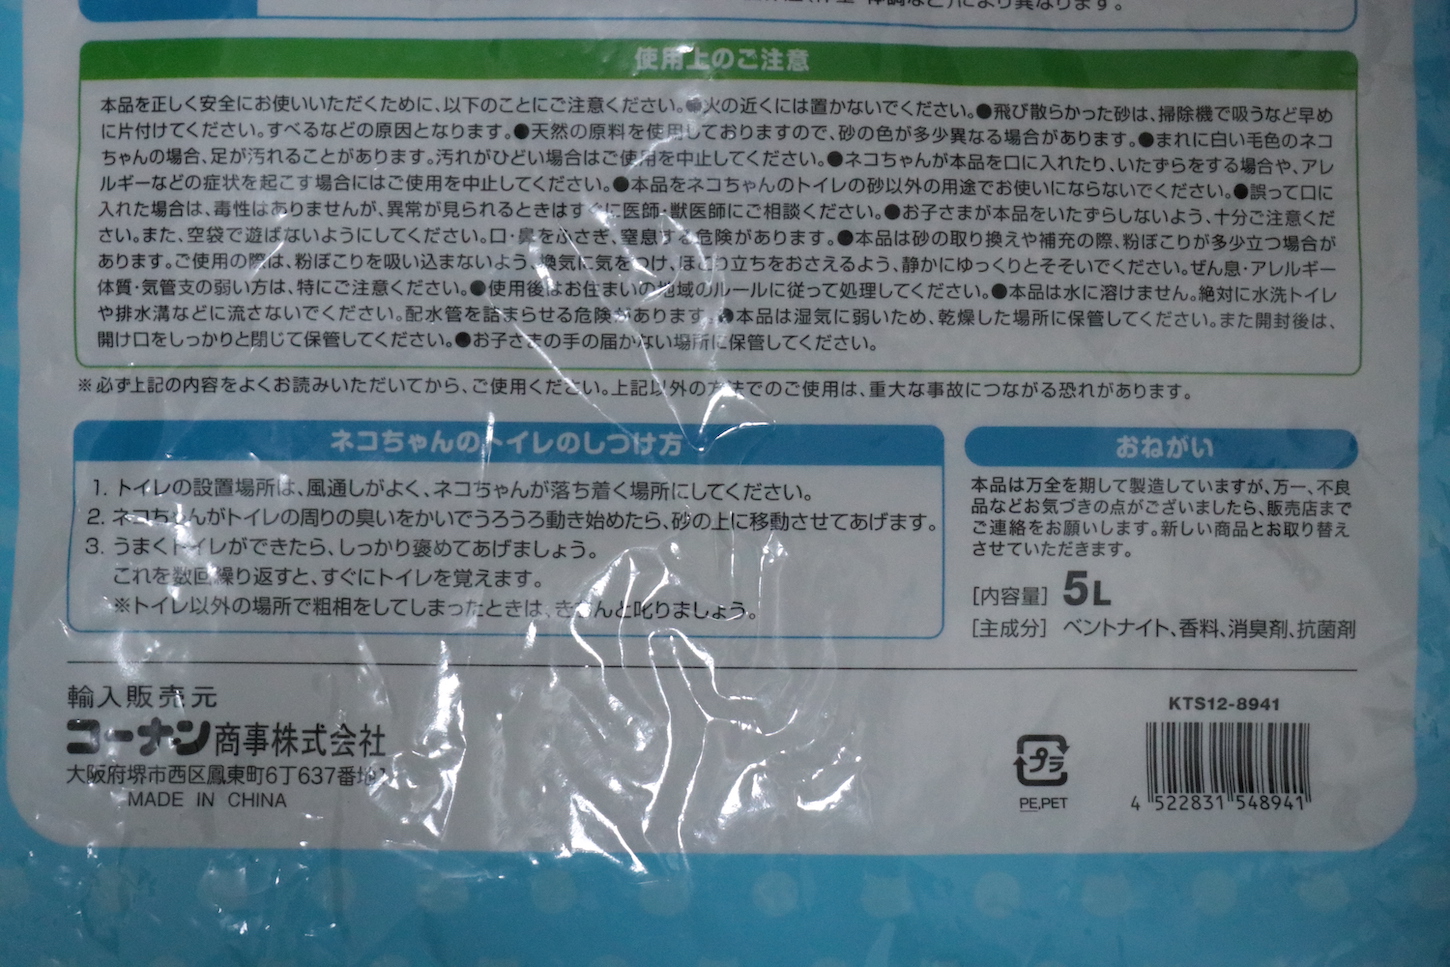 により異なります。
使用上のご注意
本品を正しく安全にお使いいただくために、以下のことにご注意ください。●火の近くには置かないでください。●飛び散らかった砂は、掃除機で吸うなど早め
に片付けてください。すべるなどの原因となります。●天然の原料を使用しておりますので、砂の色が多少異なる場合があります。●まれに白い毛色のネコ
ちゃんの場合、足が汚れることがあります。汚れがひどい場合はご使用を中止してください。●ネコちゃんが本品を口に入れたり、いたずらをする場合や、アレ
ルギーなどの症状を起こす場合にはご使用を中止してください。●本品をネコちゃんのトイレの砂以外の用途でお使いにならないでください。●誤って口に
入れた場合は、毒性はありませんが、異常が見られるときはすぐに医師・獣医師にご相談ください。●お子さまが本品をいたずらしないよう、十分ご注意くだ
さい。また、空袋で遊ばないようにしてください。口・鼻をふさぎ、窒息する危険があります。●本品は砂の取り換えや補充の際、粉ぼこりが多少立つ場合が
あります。ご使用の際は、粉ぼこりを吸い込まないよう、換気に気をつけ、ほこり立ちをおさえるよう、静かにゆっくりとそそいでください。ぜん息・アレルギー
体質・気管支の弱い方は、特にご注意ください。●使用後はお住まいの地域のルールに従って処理してください。●本品は水に溶けません。絶対に水洗トイレ
や排水溝などに流さないでください。配水管を詰まらせる危険があります。●本品は湿気に弱いため、乾燥した場所に保管してください。また開封後は、
開け口をしっかりと閉じて保管してください。●お子さまの手の届かない場所に保管してください。
※必ず上記の内容をよくお読みいただいてから、ご使用ください。上記以外の方法でのご使用は、重大な事故につながる恐れがあります。
ネコちゃんのトイレのしつけ方
1. トイレの設置場所は、風通しがよく、ネコちゃんが落ち着く場所にしてください。
2. ネコちゃんがトイレの周りの臭いをかいでうろうろ動き始めたら、砂の上に移動させてあげます。
3. うまくトイレができたら、しっかり褒めてあげましょう。
これを数回繰り返すと、すぐにトイレを覚えます。
※トイレ以外の場所で粗相をしてしまったときは、きちんと叱りましょう。
おねがい
本品は万全を期して製造していますが、万一、不良
品などお気づきの点がございましたら、販売店まで
ご連絡をお願いします。新しい商品とお取り替え
させていただきます。
[内容量] 5L
[主成分] ベントナイト、香料、消臭剤、抗菌剤
輸入販売元
コーナン商事株式会社
大阪府堺市西区鳳東町6丁637番地1
MADE IN CHINA
プラ
PE,PET
KTS12-8941
4 522831 548941